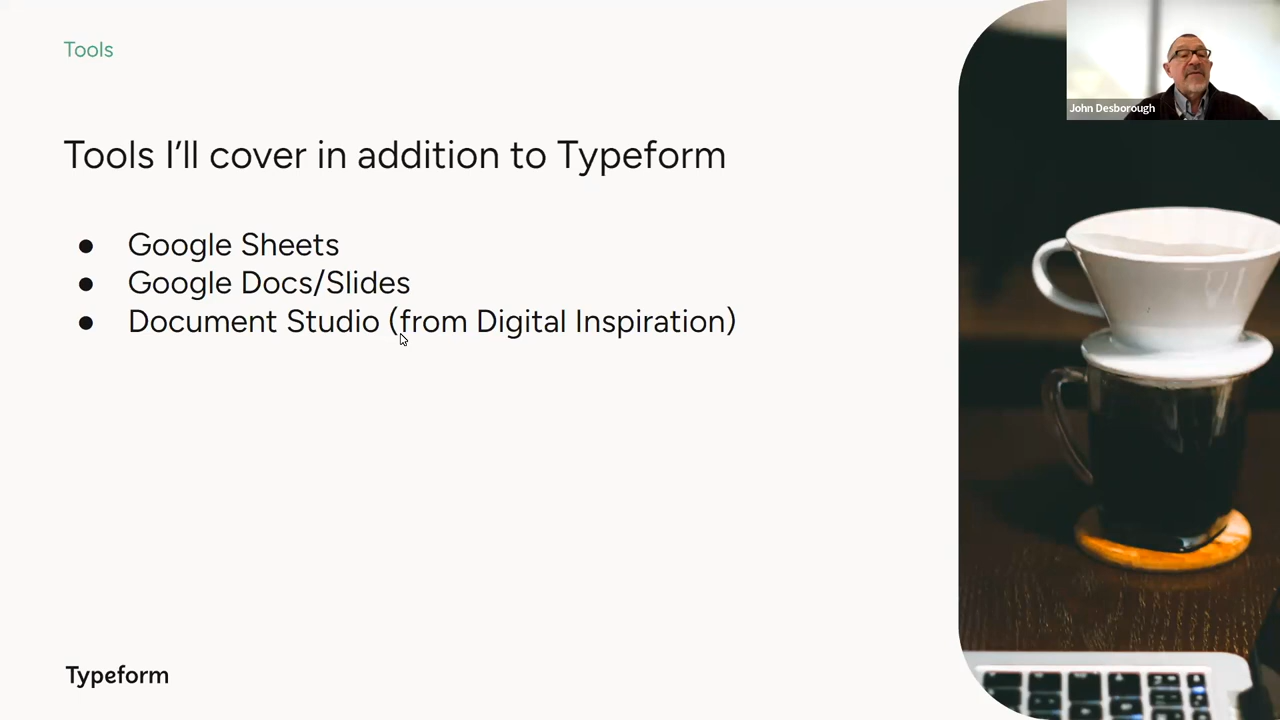 Tools
John Desborough
Tools I’ll cover in addition to Typeform
● Google Sheets
● Google Docs/Slides
● Document Studio (from Digital Inspiration)
Typeform